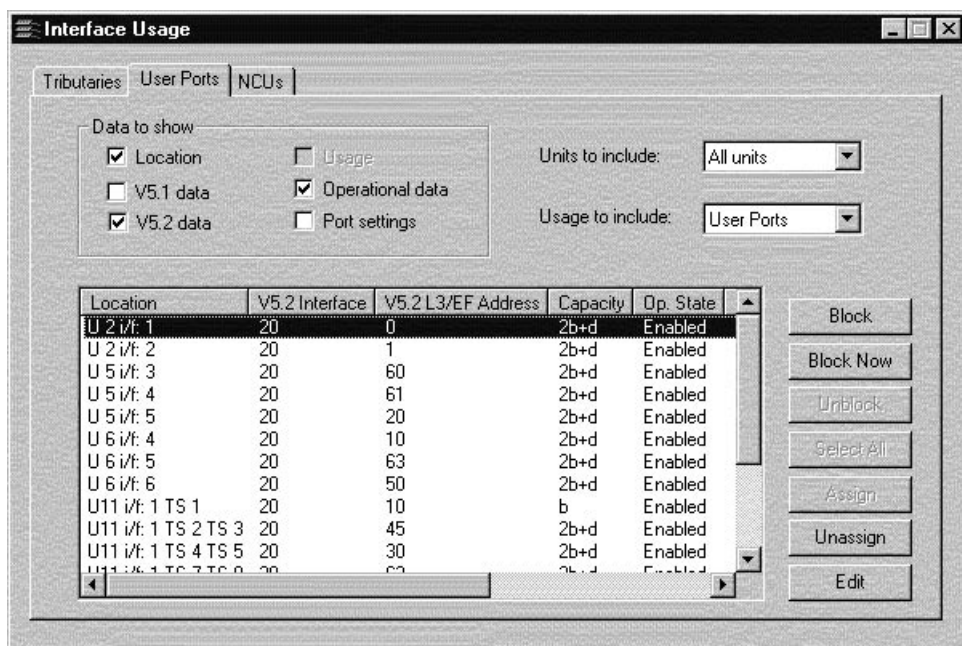 Interface Usage
Tributaries User Ports NCUs
Data to show
Location Usage
V5.1 data Operational data
V5.2 data Port settings
Units to include: All units
Usage to include: User Ports
Location V5.2 Interface V5.2 L3/EF Address Capacity Op. State
U 2 i/f: 1 20 0 2b+d Enabled
U 2 i/f: 2 20 1 2b+d Enabled
U 5 i/f: 3 20 60 2b+d Enabled
U 5 i/f: 4 20 61 2b+d Enabled
U 5 i/f: 5 20 20 2b+d Enabled
U 6 i/f: 4 20 10 2b+d Enabled
U 6 i/f: 5 20 63 2b+d Enabled
U 6 i/f: 6 20 50 2b+d Enabled
U11 i/f: 1 TS 1 20 10 b Enabled
U11 i/f: 1 TS 2 TS 3 20 45 2b+d Enabled
U11 i/f: 1 TS 4 TS 5 20 30 2b+d Enabled
Block
Block Now
Unblock
Select All
Assign
Unassign
Edit